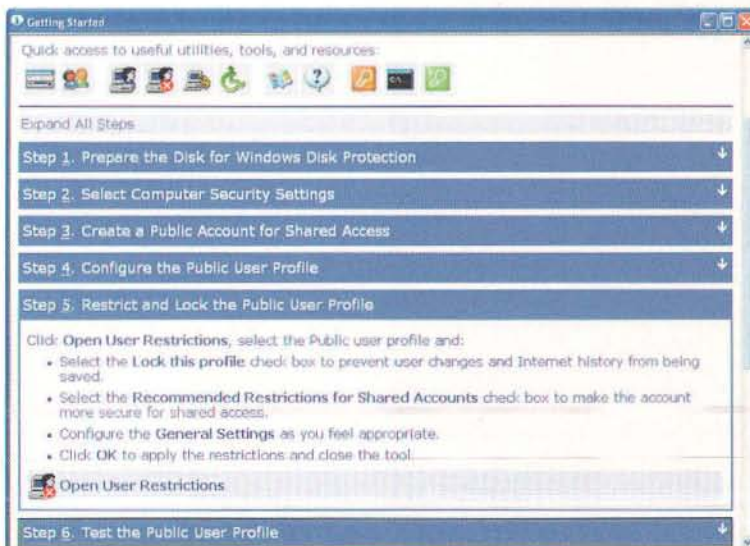 Getting Started
Quick access to useful utilities, tools, and resources:
Expand All Steps
Step 1. Prepare the Disk for Windows Disk Protection
Step 2. Select Computer Security Settings
Step 3. Create a Public Account for Shared Access
Step 4. Configure the Public User Profile
Step 5. Restrict and Lock the Public User Profile
Click Open User Restrictions, select the Public user profile and:
• Select the Lock this profile check box to prevent user changes and Internet history from being
saved.
• Select the Recommended Restrictions for Shared Accounts check box to make the account
more secure for shared access.
• Configure the General Settings as you feel appropriate.
• Click OK to apply the restrictions and close the tool.
Open User Restrictions
Step 6. Test the Public User Profile